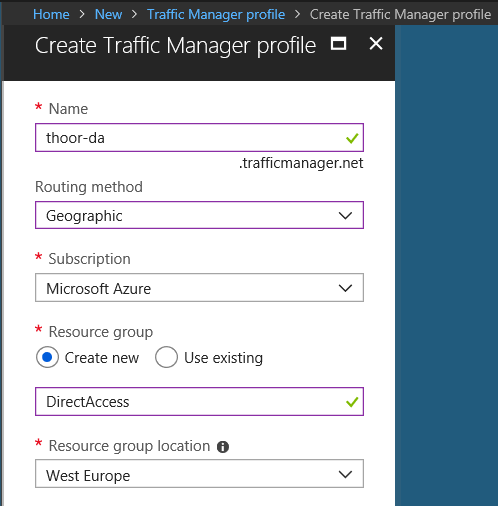 Home > New > Traffic Manager profile > Create Traffic Manager profile
Create Traffic Manager profile
* Name
thoor-da
.trafficmanager.net
Routing method
Geographic
* Subscription
Microsoft Azure
* Resource group
Create new Use existing
DirectAccess
* Resource group location
West Europe